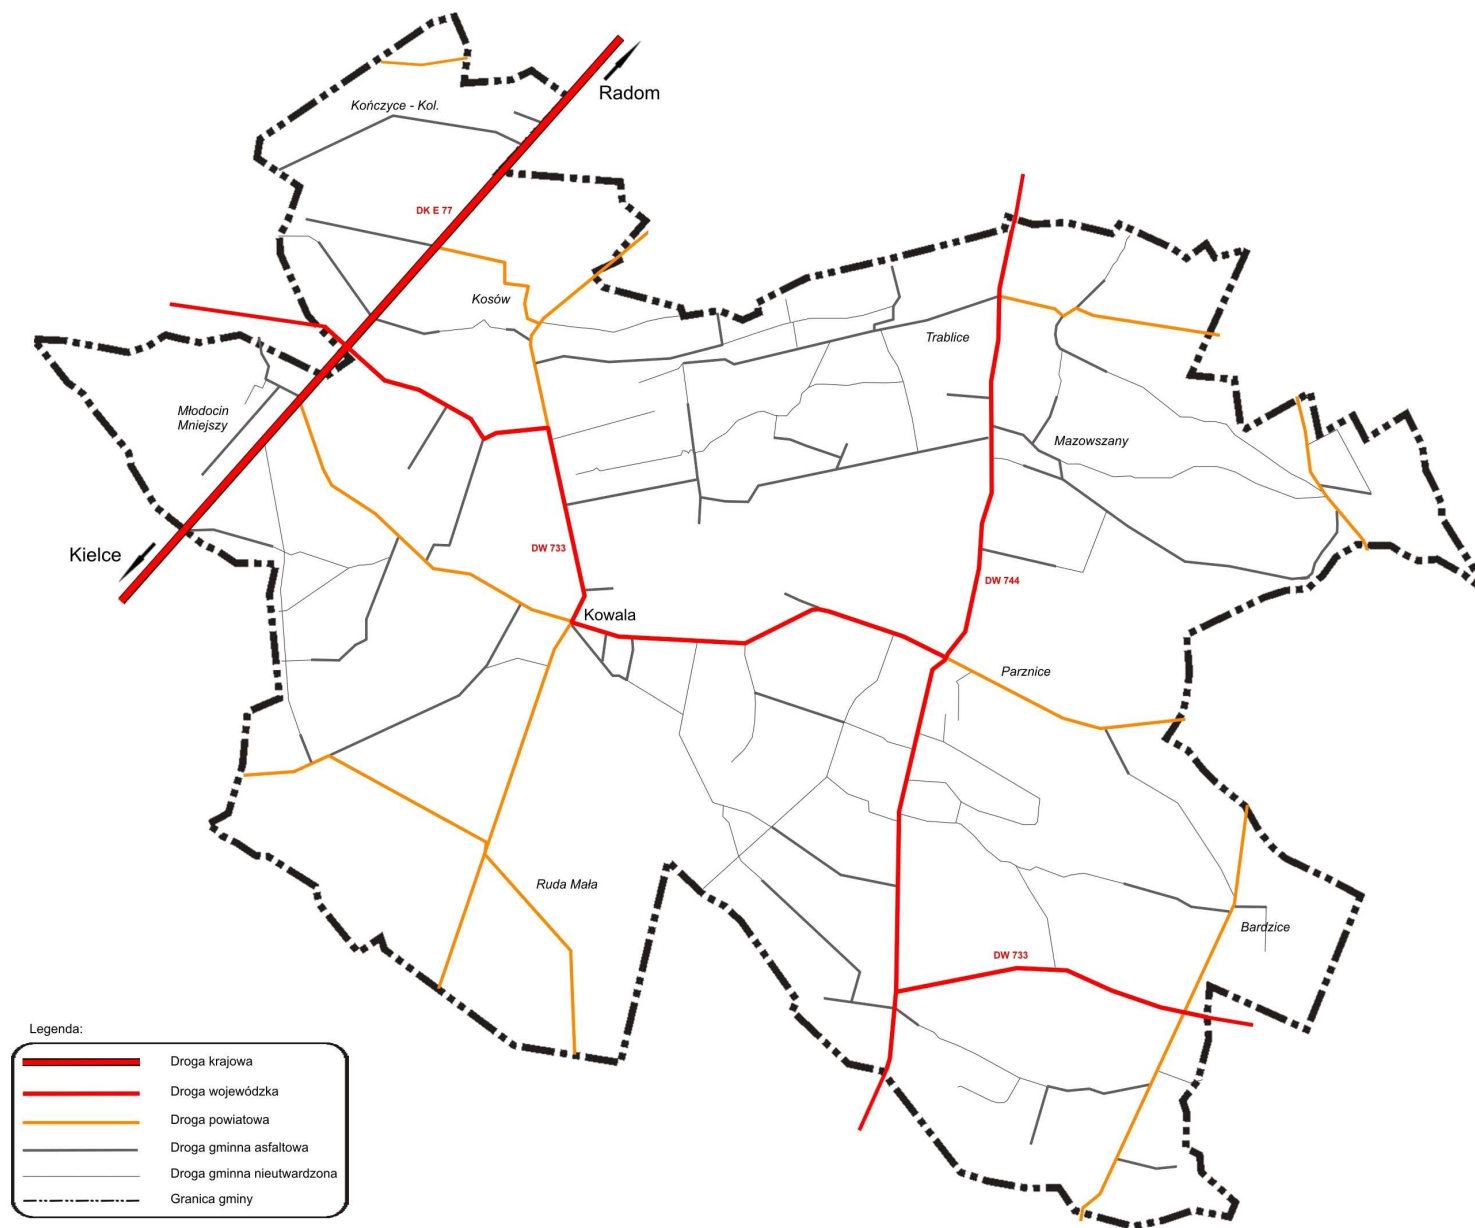 Radom
Kończyce - Kol.
DK E 77
Kosów
Trablice
Młodocin
Mniejszy
Mazowszany
Kielce
DW 733
DW 744
Kowala
Parznice
Ruda Mała
Bardzice
DW 733
Legenda:
Droga krajowa
Droga wojewódzka
Droga powiatowa
Droga gminna asfaltowa
Droga gminna nieutwardzona
Granica gminy